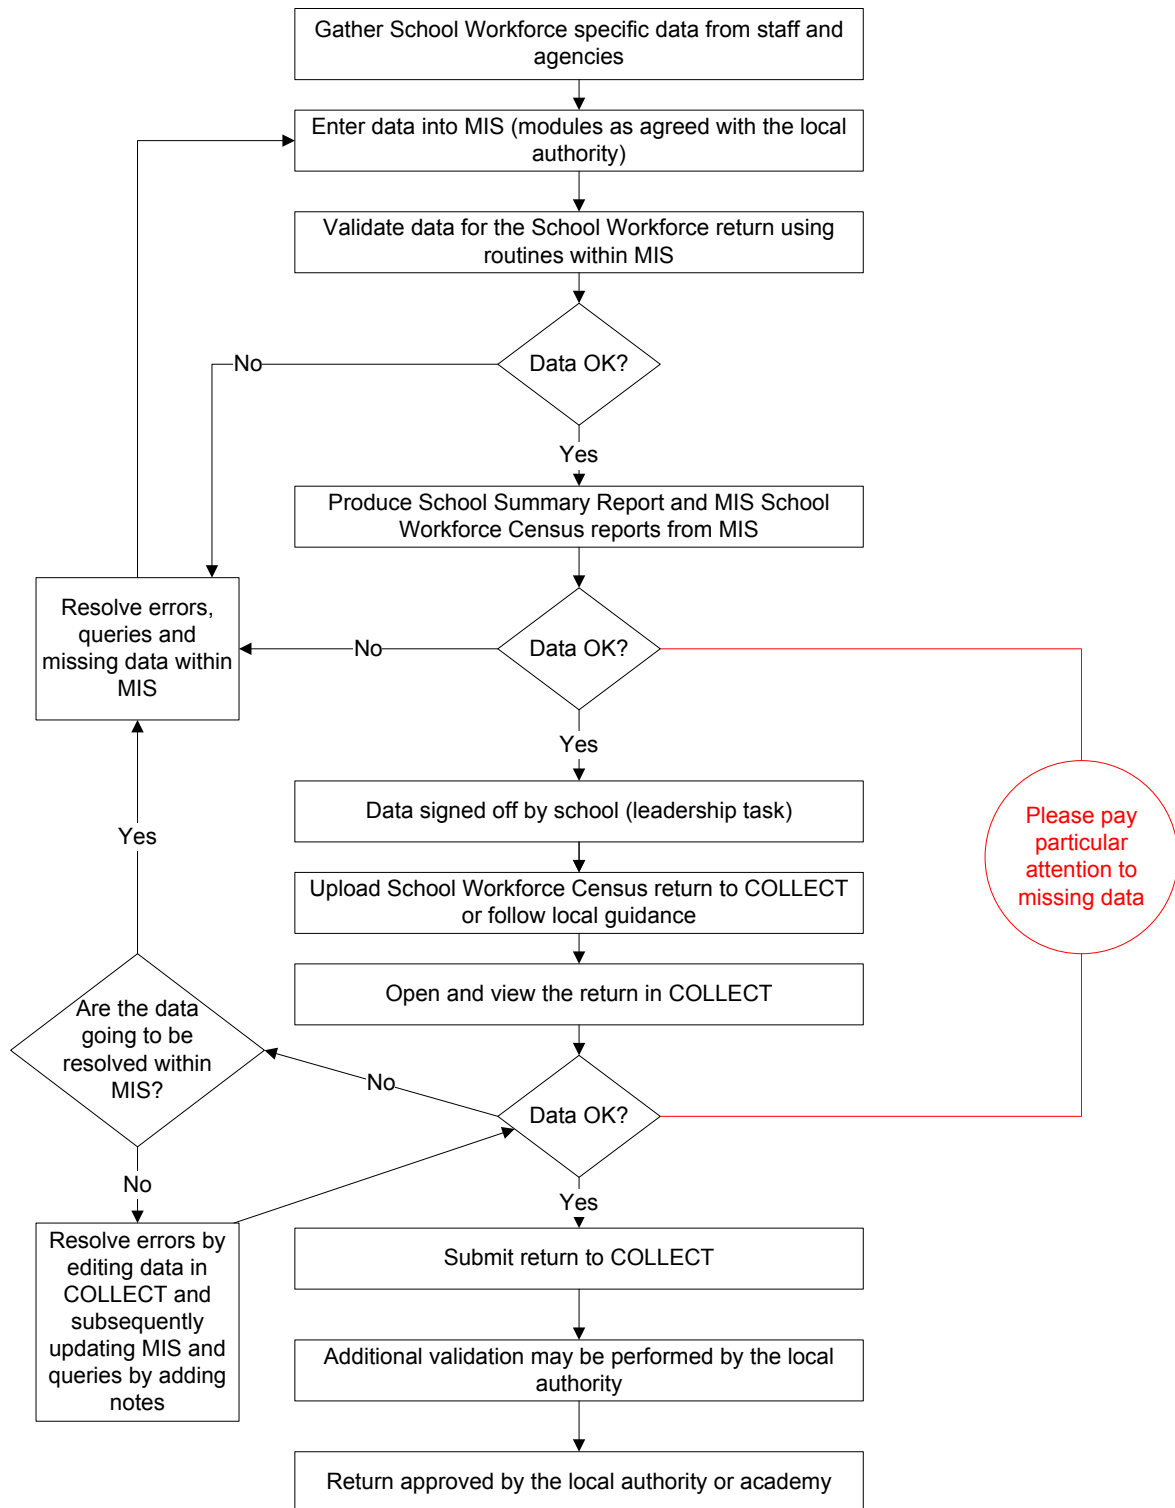 Gather School Workforce specific data from staff and
agencies
Enter data into MIS (modules as agreed with the local
authority)
Validate data for the School Workforce return using
routines within MIS
No
Data OK?
Yes
Produce School Summary Report and MIS School
Workforce Census reports from MIS
Resolve errors,
queries and
missing data within
MIS
No
Data OK?
Yes
Data signed off by school (leadership task)
Please pay
particular
attention to
missing data
Yes
Upload School Workforce Census return to COLLECT
or follow local guidance
Open and view the return in COLLECT
Are the data
going to be
resolved within
MIS?
No
Data OK?
No
Yes
Resolve errors by
editing data in
COLLECT and
subsequently
updating MIS and
queries by adding
notes
Submit return to COLLECT
Additional validation may be performed by the local
authority
Return approved by the local authority or academy